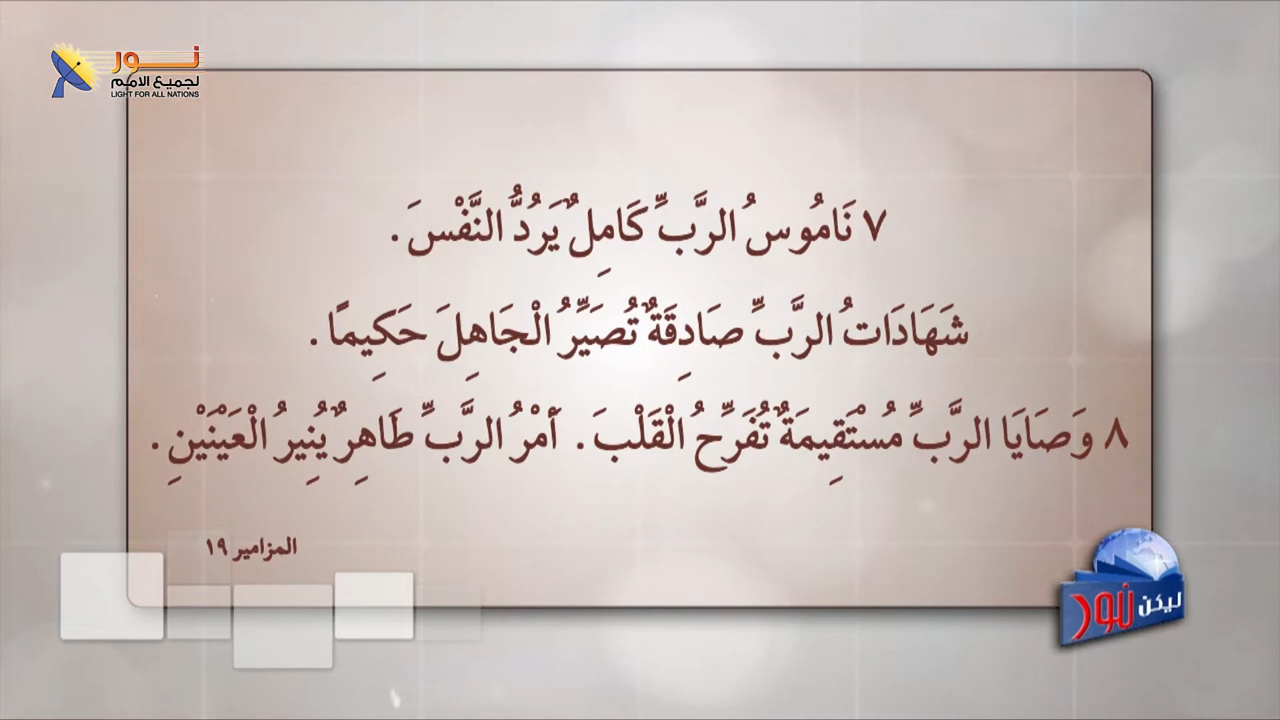 نـــور
لجميع الامم
LIGHT FOR ALL NATIONS
٧ نَامُوسُ الرَّبِّ كَامِلٌ يَرُدُّ النَّفْسَ .
شَهَادَاتُ الرَّبِّ صَادِقَةٌ تُصَيِّرُ الْجَاهِلَ حَكِيمًا .
٨ وَصَايَا الرَّبِّ مُسْتَقِيمَةٌ تُفَرِّحُ الْقَلْبَ . أَمْرُ الرَّبِّ طَاهِرٌ يُنِيرُ الْعَيْنَيْنِ .
المزامير ١٩
ليكن نور